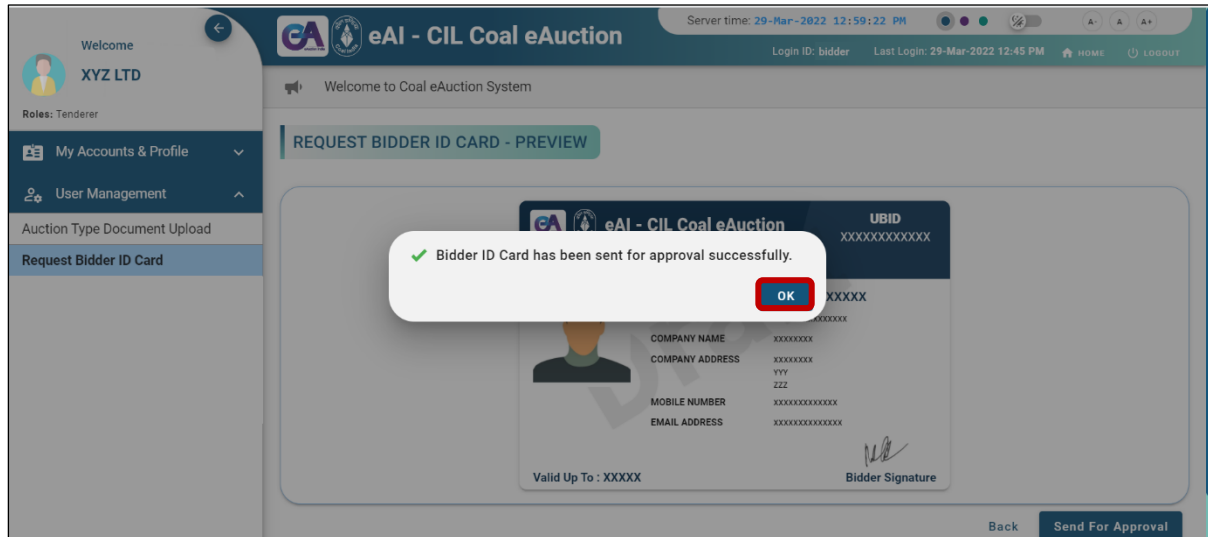 Welcome
XYZ LTD
Roles: Tenderer
My Accounts & Profile
User Management
Auction Type Document Upload
Request Bidder ID Card
eAI - CIL Coal eAuction
Server time: 29-Mar-2022 12:59:22 PM
A- A A+
Login ID: bidder Last Login: 29-Mar-2022 12:45 PM HOME LOGOUT
Welcome to Coal eAuction System
REQUEST BIDDER ID CARD - PREVIEW
eAI - CIL Coal eAuction
UBID
XXXXXXXXXXXX
Bidder ID Card has been sent for approval successfully.
OK
XXXXX
COMPANY NAME xxxxxxxx
COMPANY ADDRESS xxxxxxxx
YYY
ZZZ
MOBILE NUMBER xxxxxxxxxxxxx
EMAIL ADDRESS xxxxxxxxxxxxxx
Valid Up To : XXXXX
Bidder Signature
Back Send For Approval